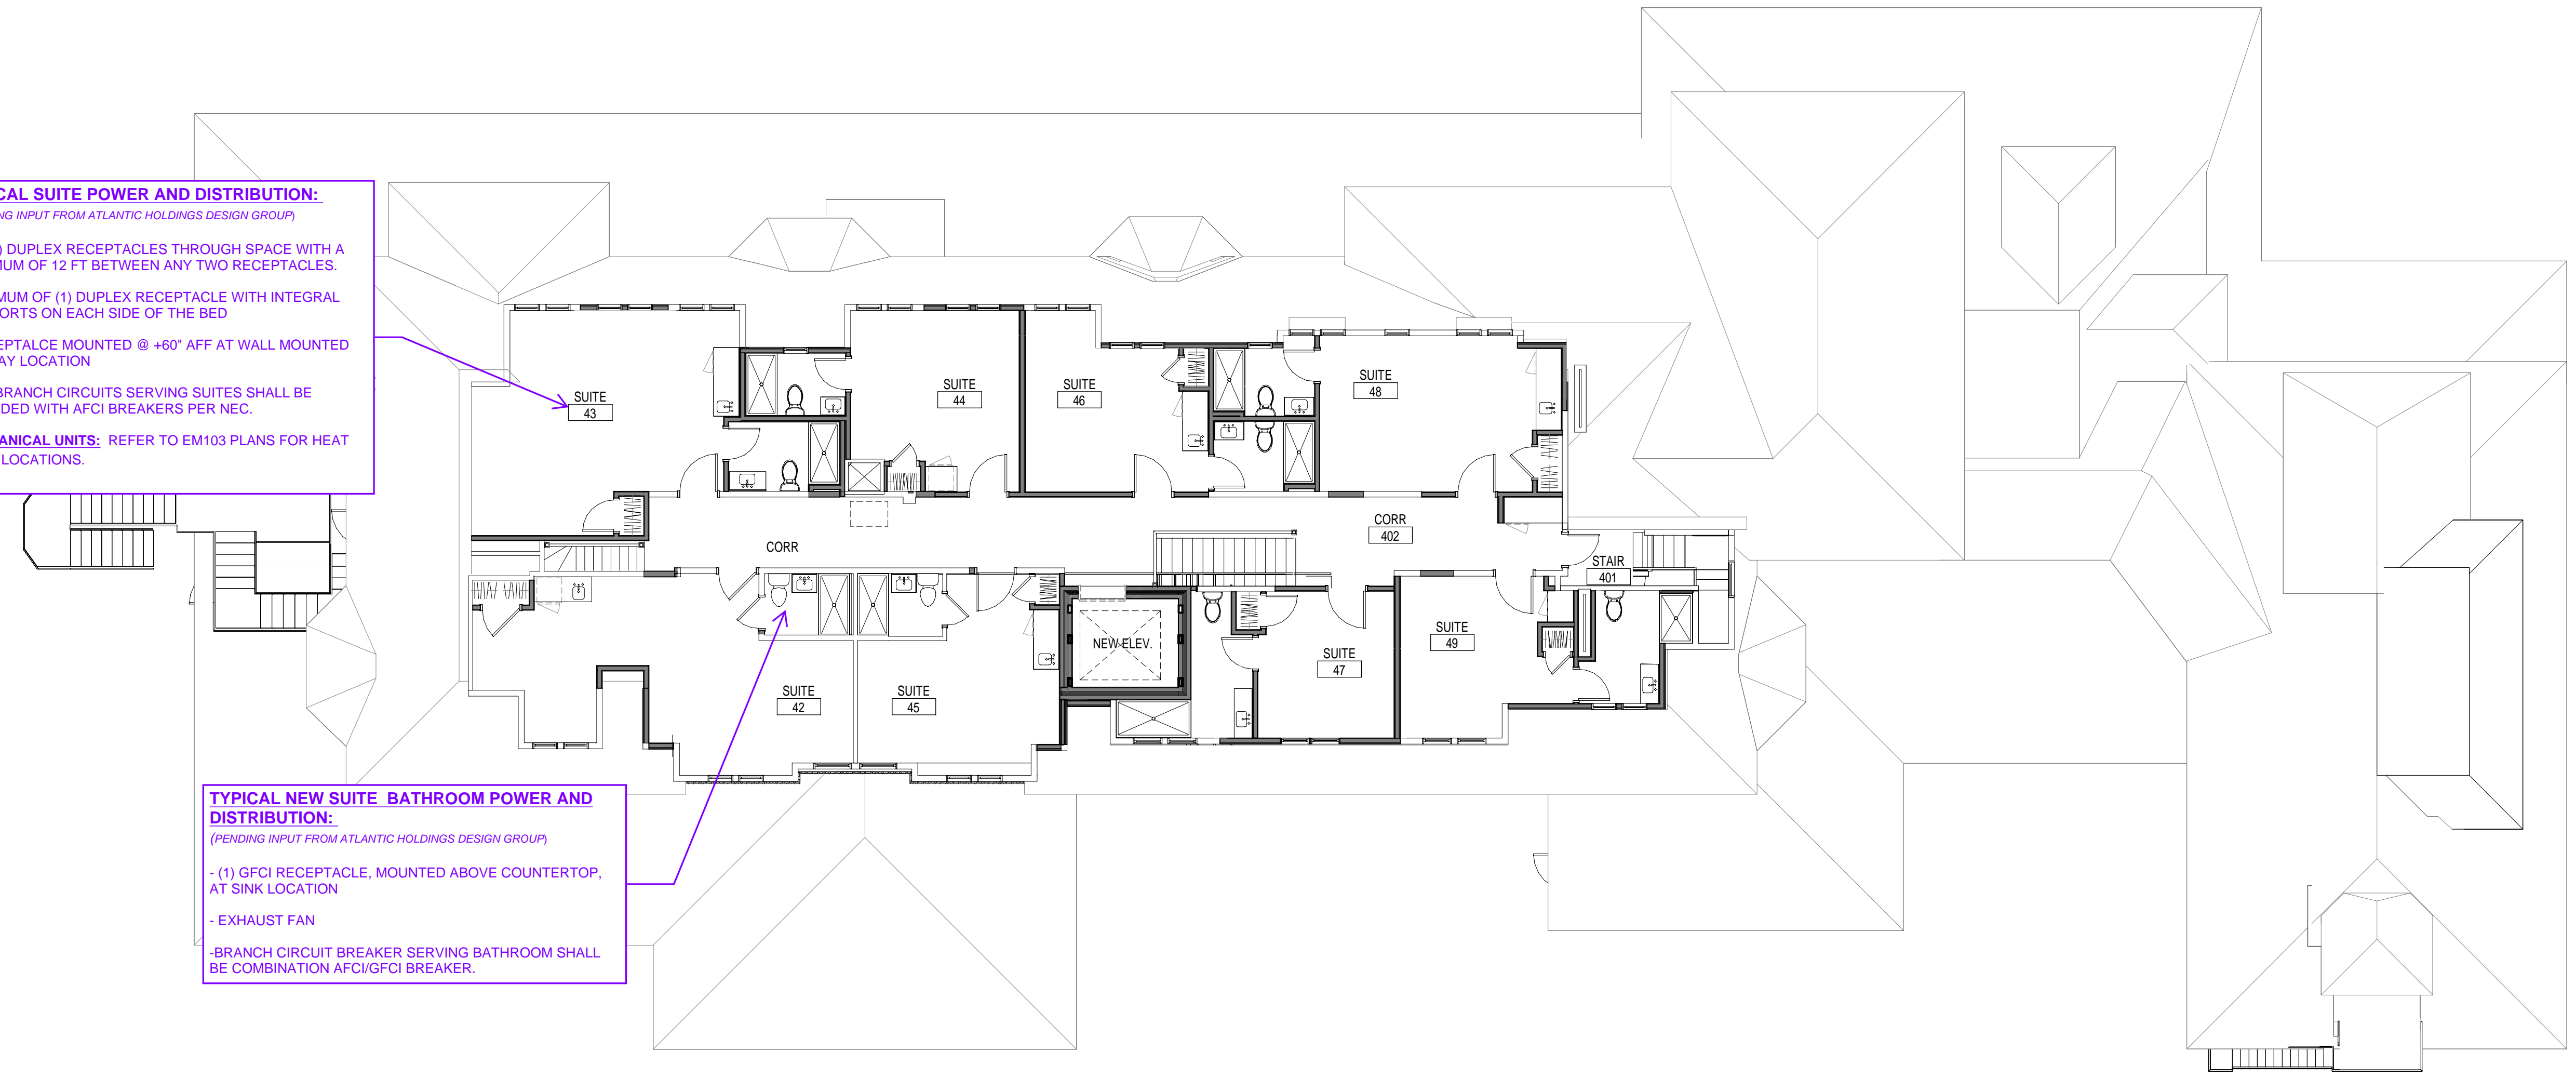 CAL SUITE POWER AND DISTRIBUTION:
NG INPUT FROM ATLANTIC HOLDINGS DESIGN GROUP)
) DUPLEX RECEPTACLES THROUGH SPACE WITH A
MUM OF 12 FT BETWEEN ANY TWO RECEPTACLES.
MUM OF (1) DUPLEX RECEPTACLE WITH INTEGRAL
ORTS ON EACH SIDE OF THE BED
EPTALCE MOUNTED @ +60" AFF AT WALL MOUNTED
AY LOCATION
BRANCH CIRCUITS SERVING SUITES SHALL BE
DED WITH AFCI BREAKERS PER NEC.
ANICAL UNITS: REFER TO EM103 PLANS FOR HEAT
LOCATIONS.
SUITE
43
SUITE
44
SUITE
46
SUITE
48
CORR
CORR
402
STAIR
401
SUITE
42
SUITE
45
NEW ELEV.
SUITE
47
SUITE
49
TYPICAL NEW SUITE BATHROOM POWER AND
DISTRIBUTION:
(PENDING INPUT FROM ATLANTIC HOLDINGS DESIGN GROUP)
- (1) GFCI RECEPTACLE, MOUNTED ABOVE COUNTERTOP,
AT SINK LOCATION
- EXHAUST FAN
-BRANCH CIRCUIT BREAKER SERVING BATHROOM SHALL
BE COMBINATION AFCI/GFCI BREAKER.